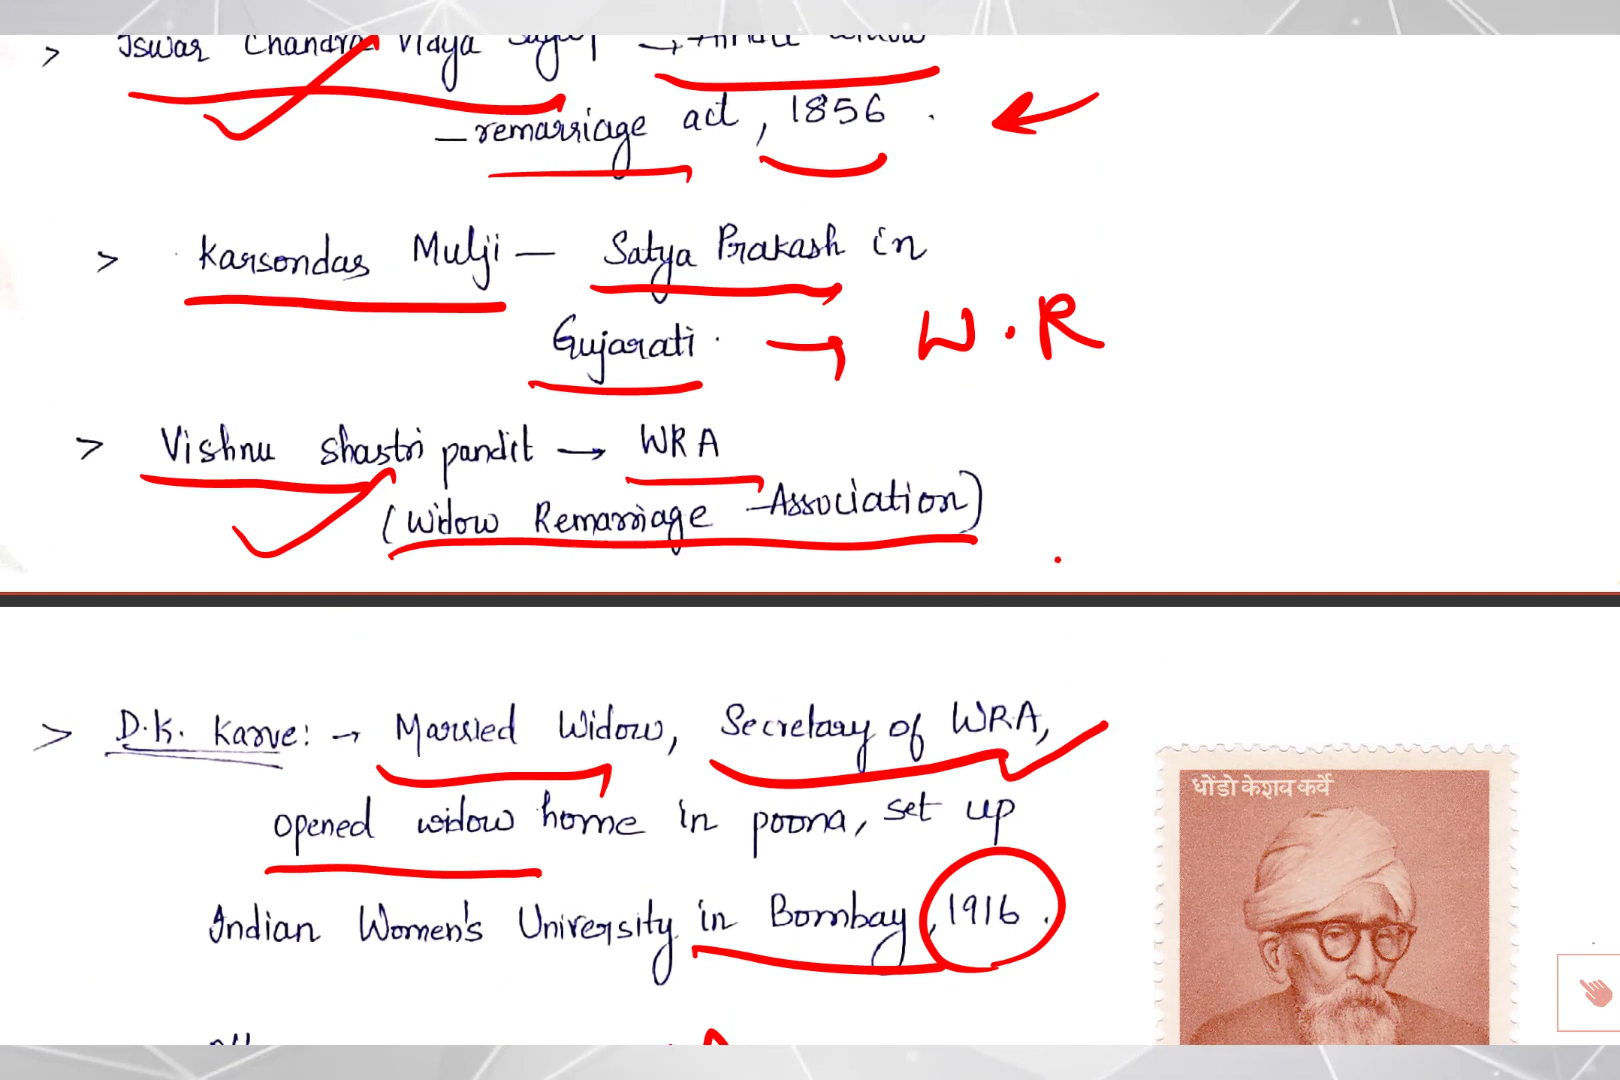 > Iswar Chandra Vidya Sagar → Hindu widow
– remarriage act, 1856 .
> Karsondas Mulji – Satya Prakash in
Gujarati . → W.R
> Vishnu Shastri pandit → WRA
(Widow Remarriage Association)
> D.K. Karve: → Married Widow, Secretary of WRA,
opened widow home in poona, set up
Indian Women's University in Bombay, 1916 .
धोंडो केशव कर्वे